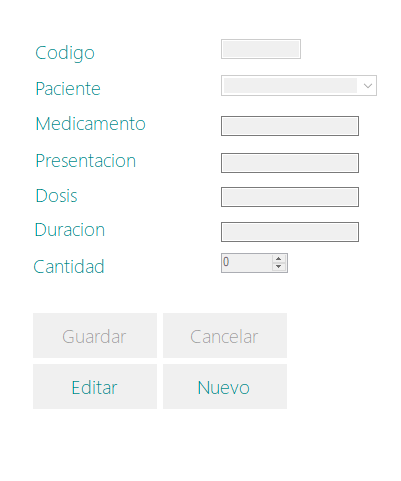 Codigo
Paciente
Medicamento
Presentacion
Dosis
Duracion
Cantidad 0
Guardar Cancelar
Editar Nuevo